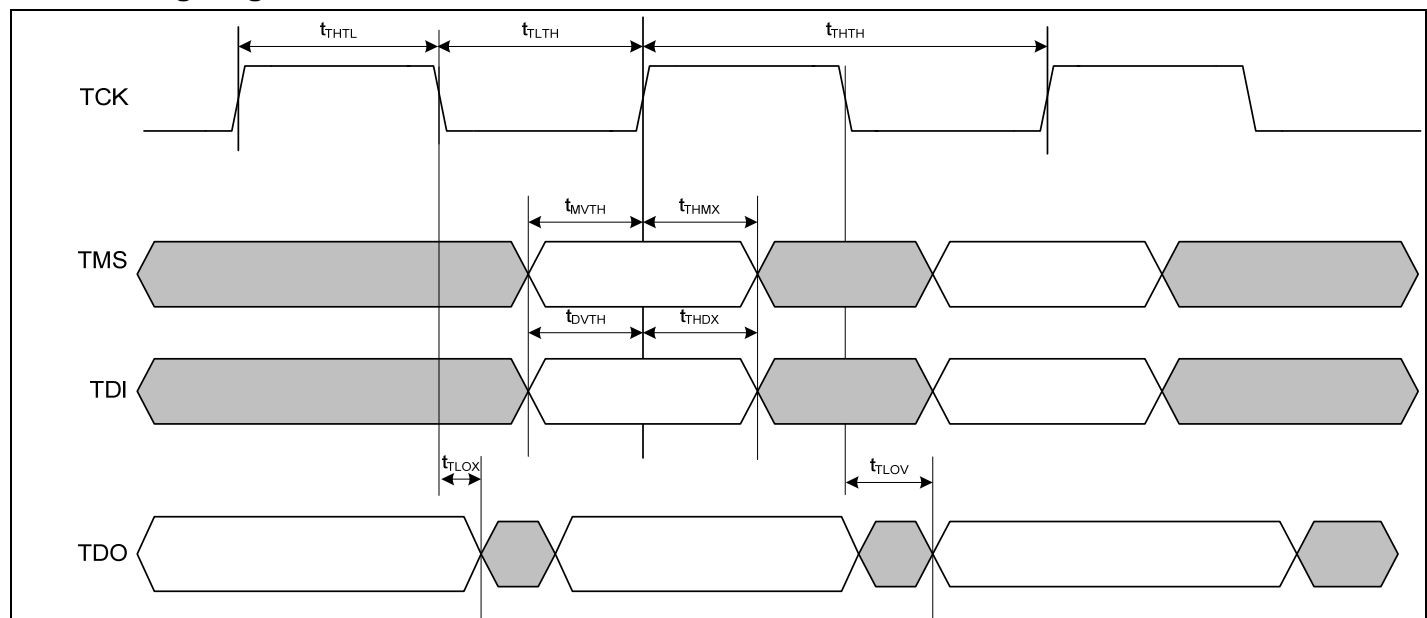 tTHTL tTLTH tTHTH
TCK
tMVTH tTHMX
TMS
tDVTH tTHDX
TDI
tTLOX tTLOV
TDO